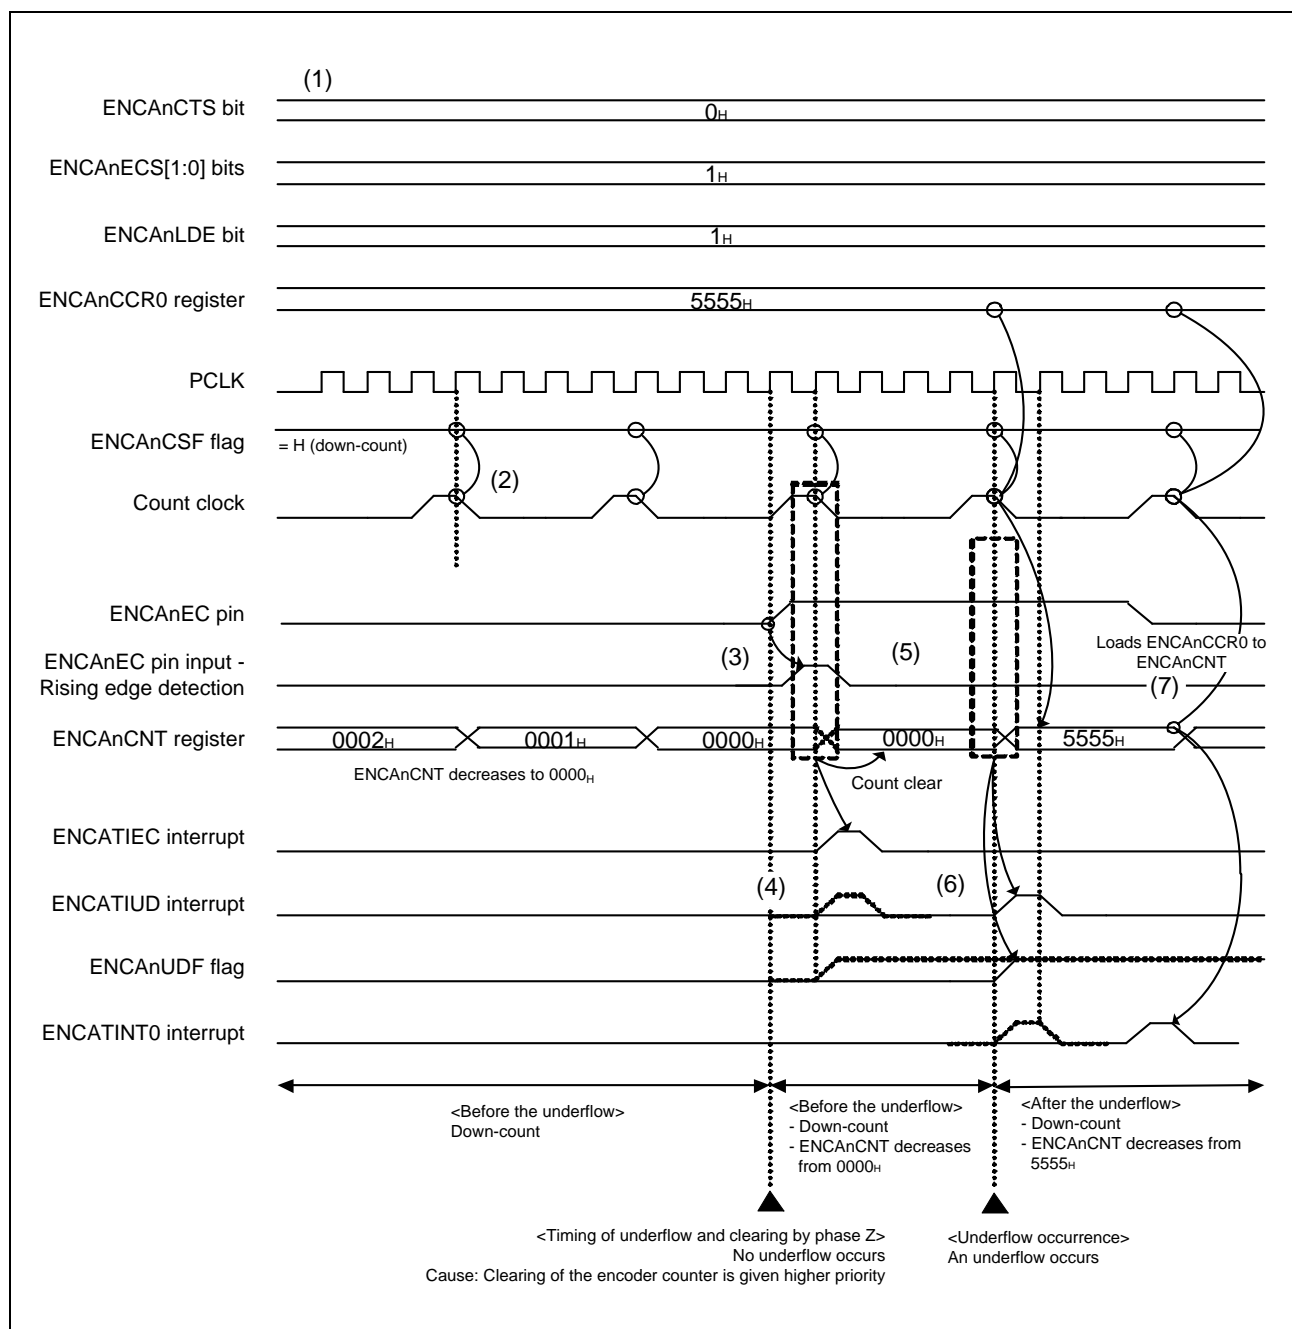 (1)
ENCAnCTS bit
0H
ENCAnECS[1:0] bits
1H
ENCAnLDE bit
1H
ENCAnCCR0 register
5555H
PCLK
ENCAnCSF flag
= H (down-count)
(2)
Count clock
ENCAnEC pin
ENCAnEC pin input -
Rising edge detection
(3)
(5)
Loads ENCAnCCR0 to
ENCAnCNT
(7)
ENCAnCNT register
0002H
0001H
0000H
0000H
5555H
ENCAnCNT decreases to 0000H
Count clear
ENCATIEC interrupt
(4)
(6)
ENCATIUD interrupt
ENCAnUDF flag
ENCATINT0 interrupt
<Before the underflow>
Down-count
<Before the underflow>
- Down-count
- ENCAnCNT decreases
from 0000H
<After the underflow>
- Down-count
- ENCAnCNT decreases from
5555H
<Timing of underflow and clearing by phase Z>
No underflow occurs
Cause: Clearing of the encoder counter is given higher priority
<Underflow occurrence>
An underflow occurs